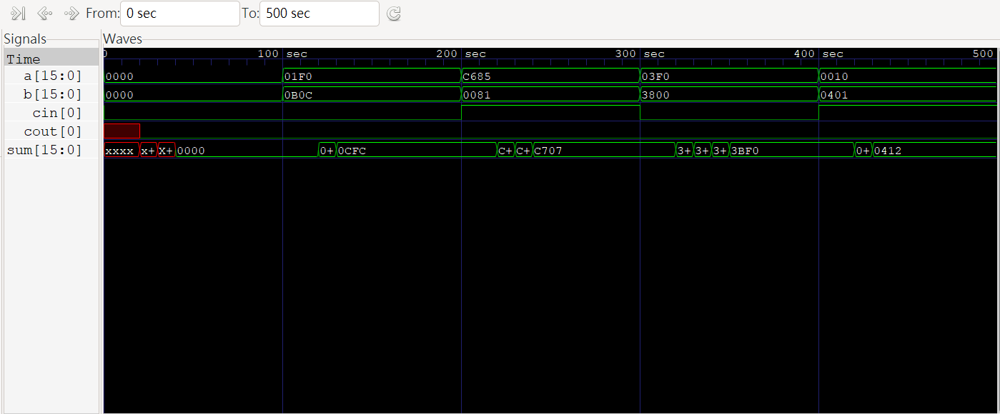 From: 0 sec To: 500 sec
Signals Waves
Time 0 100 sec 200 sec 300 sec 400 sec 500
a[15:0] 0000 01F0 C685 03F0 0010
b[15:0] 0000 0B0C 0081 3800 0401
cin[0]
cout[0]
sum[15:0] xxxx x+ X+ 0000 0+ 0CFC C+ C+ C707 3+ 3+ 3+ 3BF0 0+ 0412